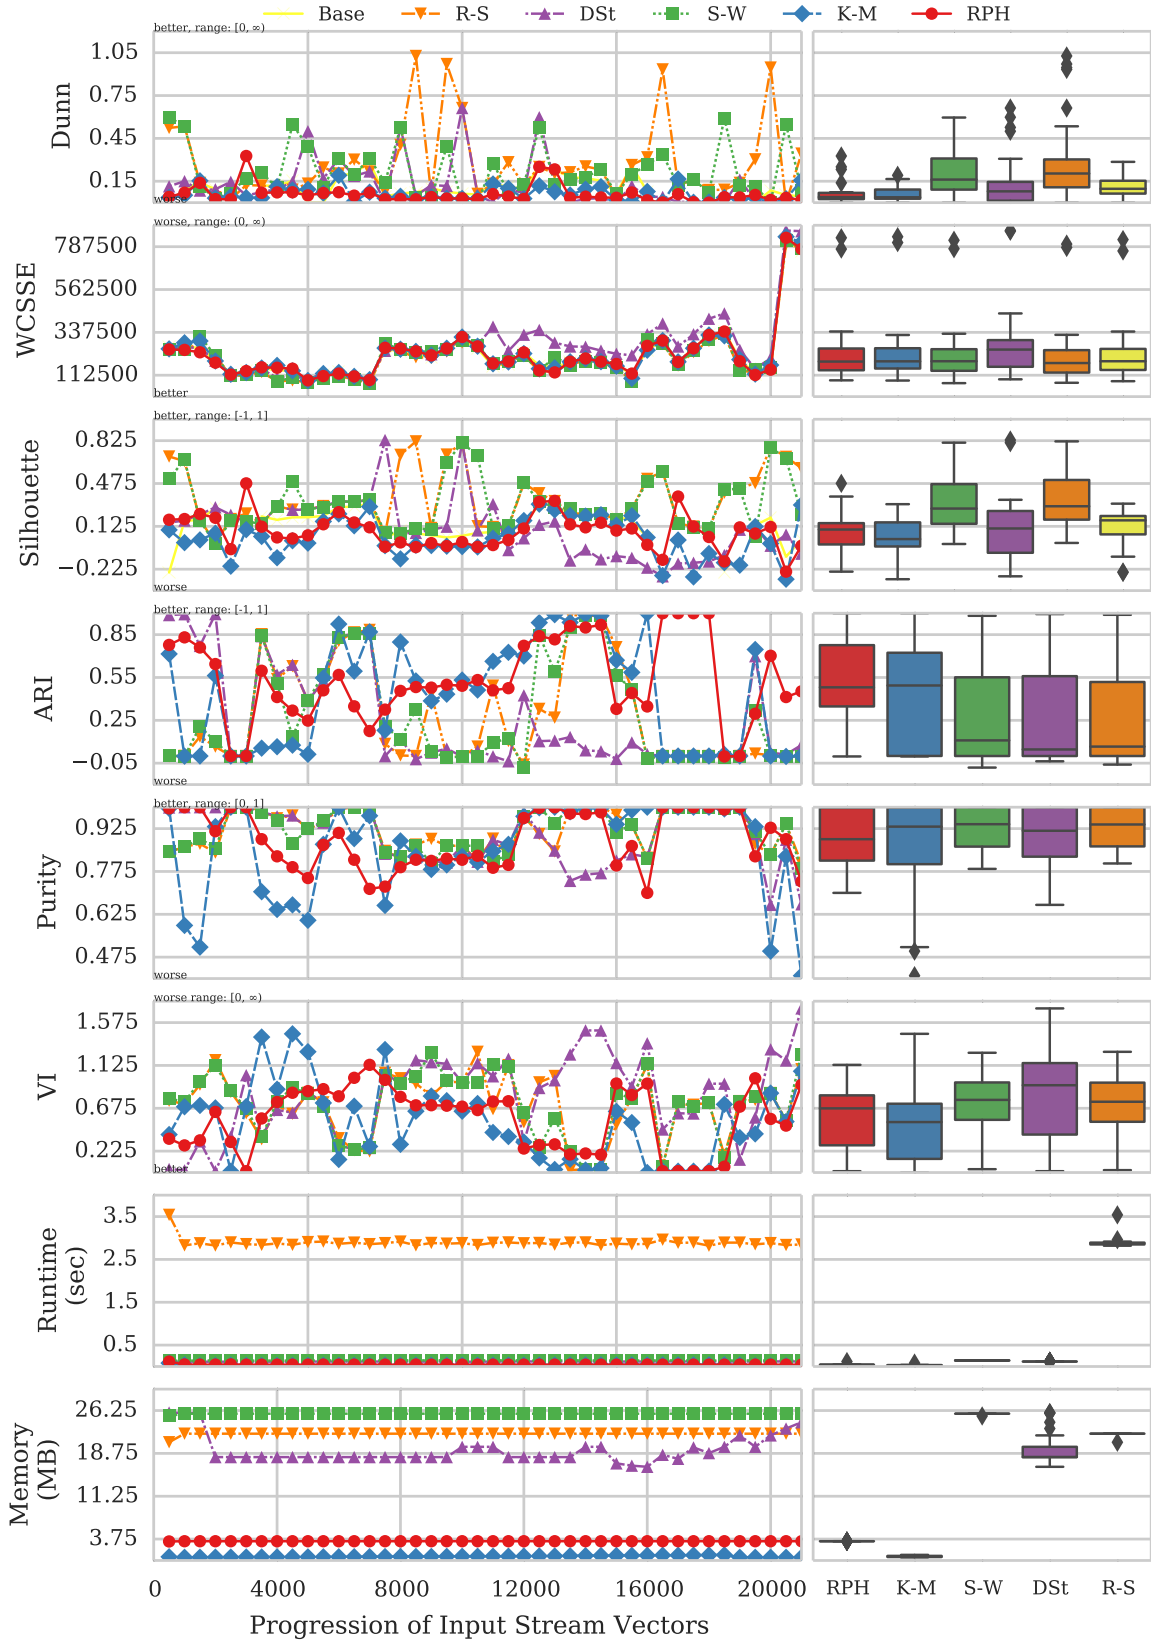 Base R-S DSt S-W K-M RPH
better, range: [0, ∞)
1.05
0.75
0.45
0.15
Dunn
worse
worse, range: (0, ∞)
787500
562500
337500
112500
WCSSE
better
better, range: [-1, 1]
0.825
0.475
0.125
−0.225
Silhouette
worse
better, range: [-1, 1]
0.85
0.55
0.25
−0.05
ARI
worse
better, range: [0, 1]
0.925
0.775
0.625
0.475
Purity
worse
worse range: [0, ∞)
1.575
1.125
0.675
0.225
VI
better
3.5
2.5
1.5
0.5
Runtime
(sec)
26.25
18.75
11.25
3.75
Memory
(MB)
0 4000 8000 12000 16000 20000
RPH K-M S-W DSt R-S
Progression of Input Stream Vectors